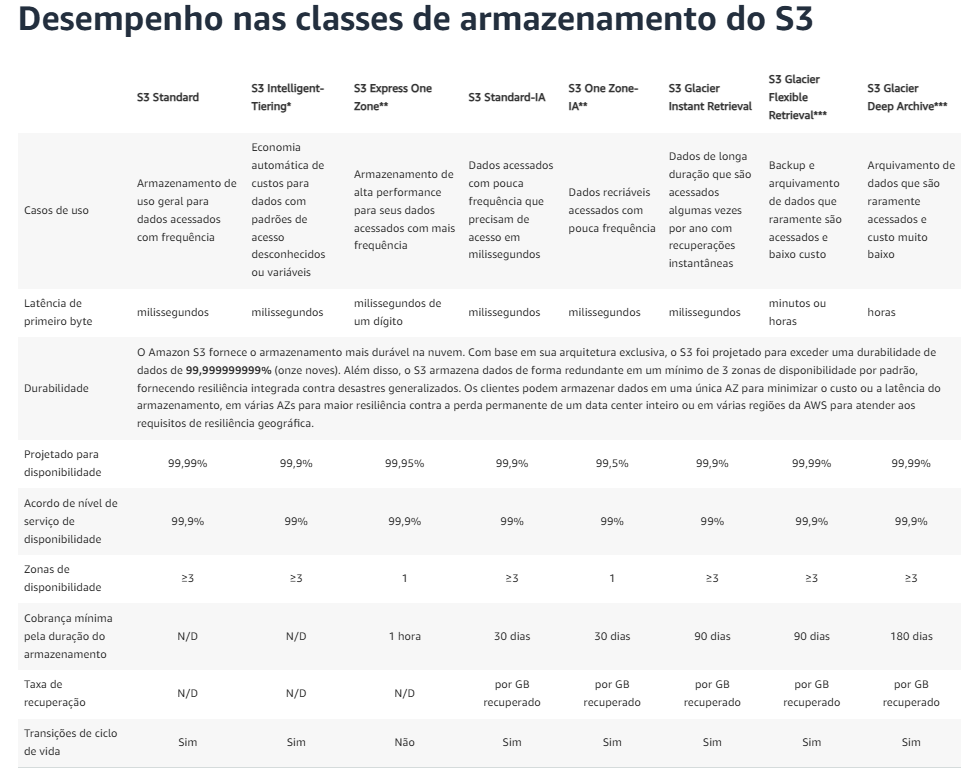 Desempenho nas classes de armazenamento do S3
S3 Standard
S3 Intelligent-
Tiering*
S3 Express One
Zone**
S3 Standard-IA
S3 One Zone-
IA**
S3 Glacier
Instant Retrieval
S3 Glacier
Flexible
Retrieval***
S3 Glacier
Deep Archive***
Casos de uso
Armazenamento de
uso geral para
dados acessados
com frequência
Economia
automática de
custos para
dados com
padrões de
acesso
desconhecidos
ou variáveis
Armazenamento de
alta performance
para seus dados
acessados com mais
frequência
Dados acessados
com pouca
frequência que
precisam de
acesso em
milissegundos
Dados recriáveis
acessados com
pouca frequência
Dados de longa
duração que são
acessados
algumas vezes
por ano com
recuperações
instantâneas
Backup e
arquivamento
de dados que
raramente são
acessados e
baixo custo
Arquivamento de
dados que são
raramente
acessados e
custo muito
baixo
Latência de
primeiro byte
milissegundos
milissegundos
milissegundos de
um dígito
milissegundos
milissegundos
milissegundos
minutos ou
horas
horas
Durabilidade
O Amazon S3 fornece o armazenamento mais durável na nuvem. Com base em sua arquitetura exclusiva, o S3 foi projetado para exceder uma durabilidade de
dados de 99,999999999% (onze noves). Além disso, o S3 armazena dados de forma redundante em um mínimo de 3 zonas de disponibilidade por padrão,
fornecendo resiliência integrada contra desastres generalizados. Os clientes podem armazenar dados em uma única AZ para minimizar o custo ou a latência do
armazenamento, em várias AZs para maior resiliência contra a perda permanente de um data center inteiro ou em várias regiões da AWS para atender aos
requisitos de resiliência geográfica.
Projetado para
disponibilidade
99,99%
99,9%
99,95%
99,9%
99,5%
99,9%
99,99%
99,99%
Acordo de nível de
serviço de
disponibilidade
99,9%
99%
99,9%
99%
99%
99%
99,9%
99,9%
Zonas de
disponibilidade
≥3
≥3
1
≥3
1
≥3
≥3
≥3
Cobrança mínima
pela duração do
armazenamento
N/D
N/D
1 hora
30 dias
30 dias
90 dias
90 dias
180 dias
Taxa de
recuperação
N/D
N/D
N/D
por GB
recuperado
por GB
recuperado
por GB
recuperado
por GB
recuperado
por GB
recuperado
Transições de ciclo
de vida
Sim
Sim
Não
Sim
Sim
Sim
Sim
Sim